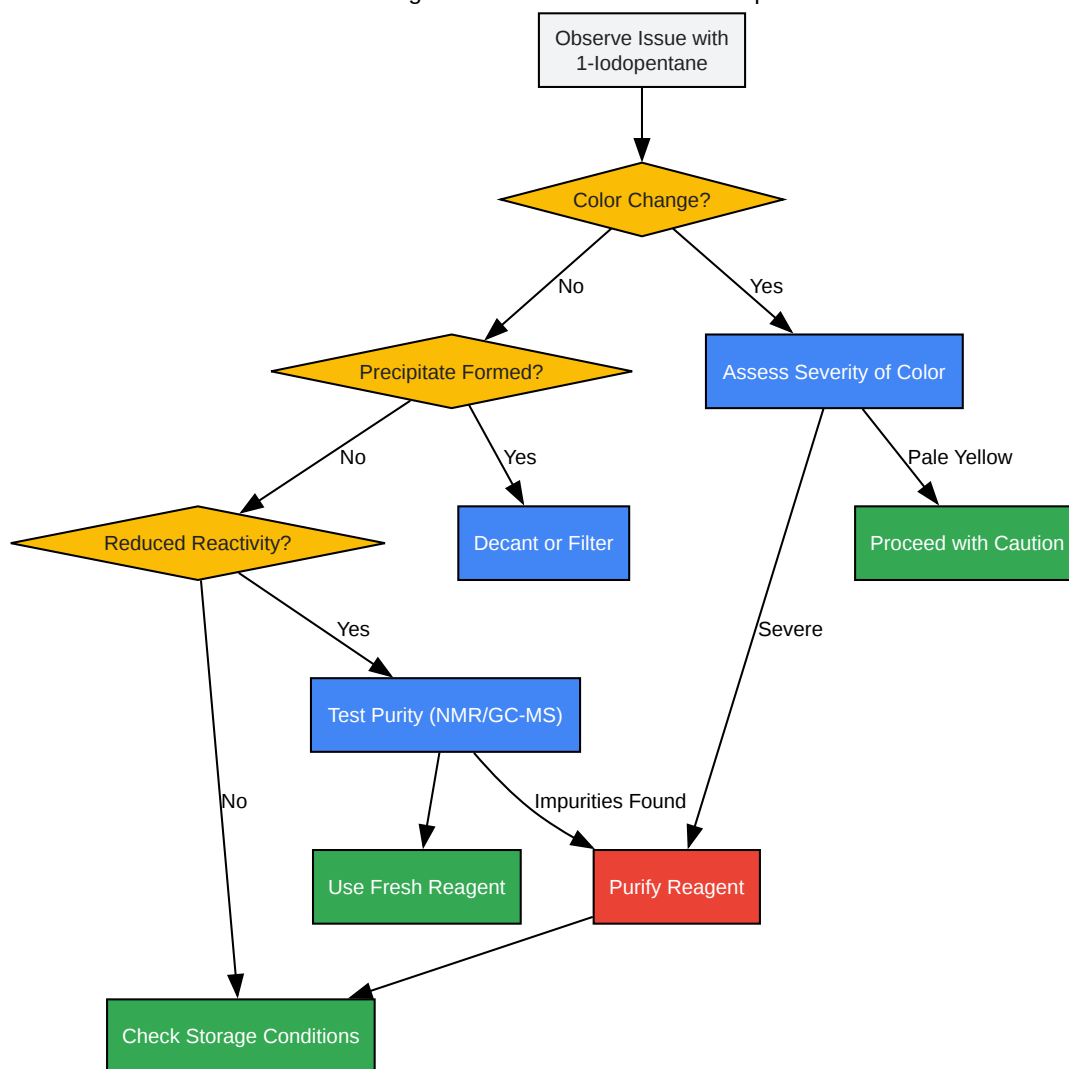 Observe Issue with
1-Iodopentane
Color Change?
No
Yes
Precipitate Formed?
Assess Severity of Color
No
Yes
Pale Yellow
Reduced Reactivity?
Decant or Filter
Proceed with Caution
Yes
Severe
Test Purity (NMR/GC-MS)
No
Impurities Found
Use Fresh Reagent
Purify Reagent
Check Storage Conditions